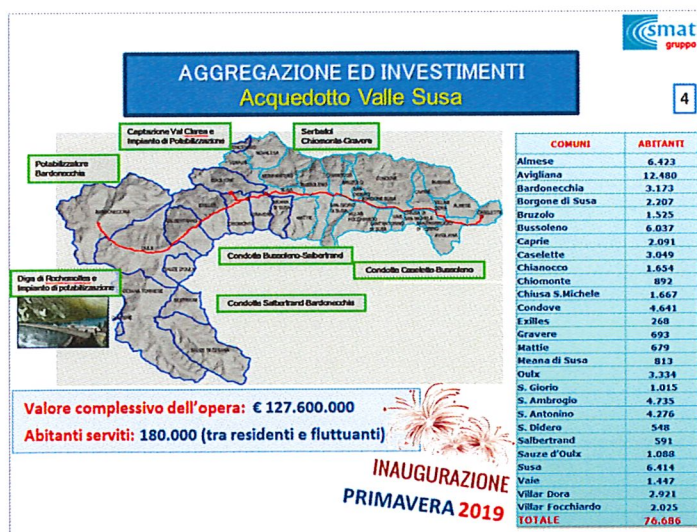 smat
gruppo
AGGREGAZIONE ED INVESTIMENTI
Acquedotto Valle Susa
4
Captazione Val Clarea e
Impianto di Potabilizzazione
Serbatoi
Chiomonte-Gravere
Potabilizzatore
Bardonecchia
Condotte Bussoleno-Salbertrand
Condotte Caselette-Bussoleno
Diga di Rochemolles e
Impianto di potabilizzazione
Condotte Salbertrand Bardonecchia
Valore complessivo dell'opera: € 127.600.000
Abitanti serviti: 180.000 (tra residenti e fluttuanti)
INAUGURAZIONE
PRIMAVERA 2019
COMUNI ABITANTI
Almese 6.423
Avigliana 12.480
Bardonecchia 3.173
Borgone di Susa 2.207
Bruzolo 1.525
Bussoleno 6.037
Caprie 2.091
Caselette 3.049
Chianocco 1.654
Chiomonte 892
Chiusa S.Michele 1.667
Condove 4.641
Exilles 268
Gravere 693
Mattie 679
Meana di Susa 813
Oulx 3.334
S. Giorio 1.015
S. Ambrogio 4.735
S. Antonino 4.276
S. Didero 548
Salbertrand 591
Sauze d'Oulx 1.088
Susa 6.414
Vaie 1.447
Villar Dora 2.921
Villar Focchiardo 2.025
TOTALE 76.686